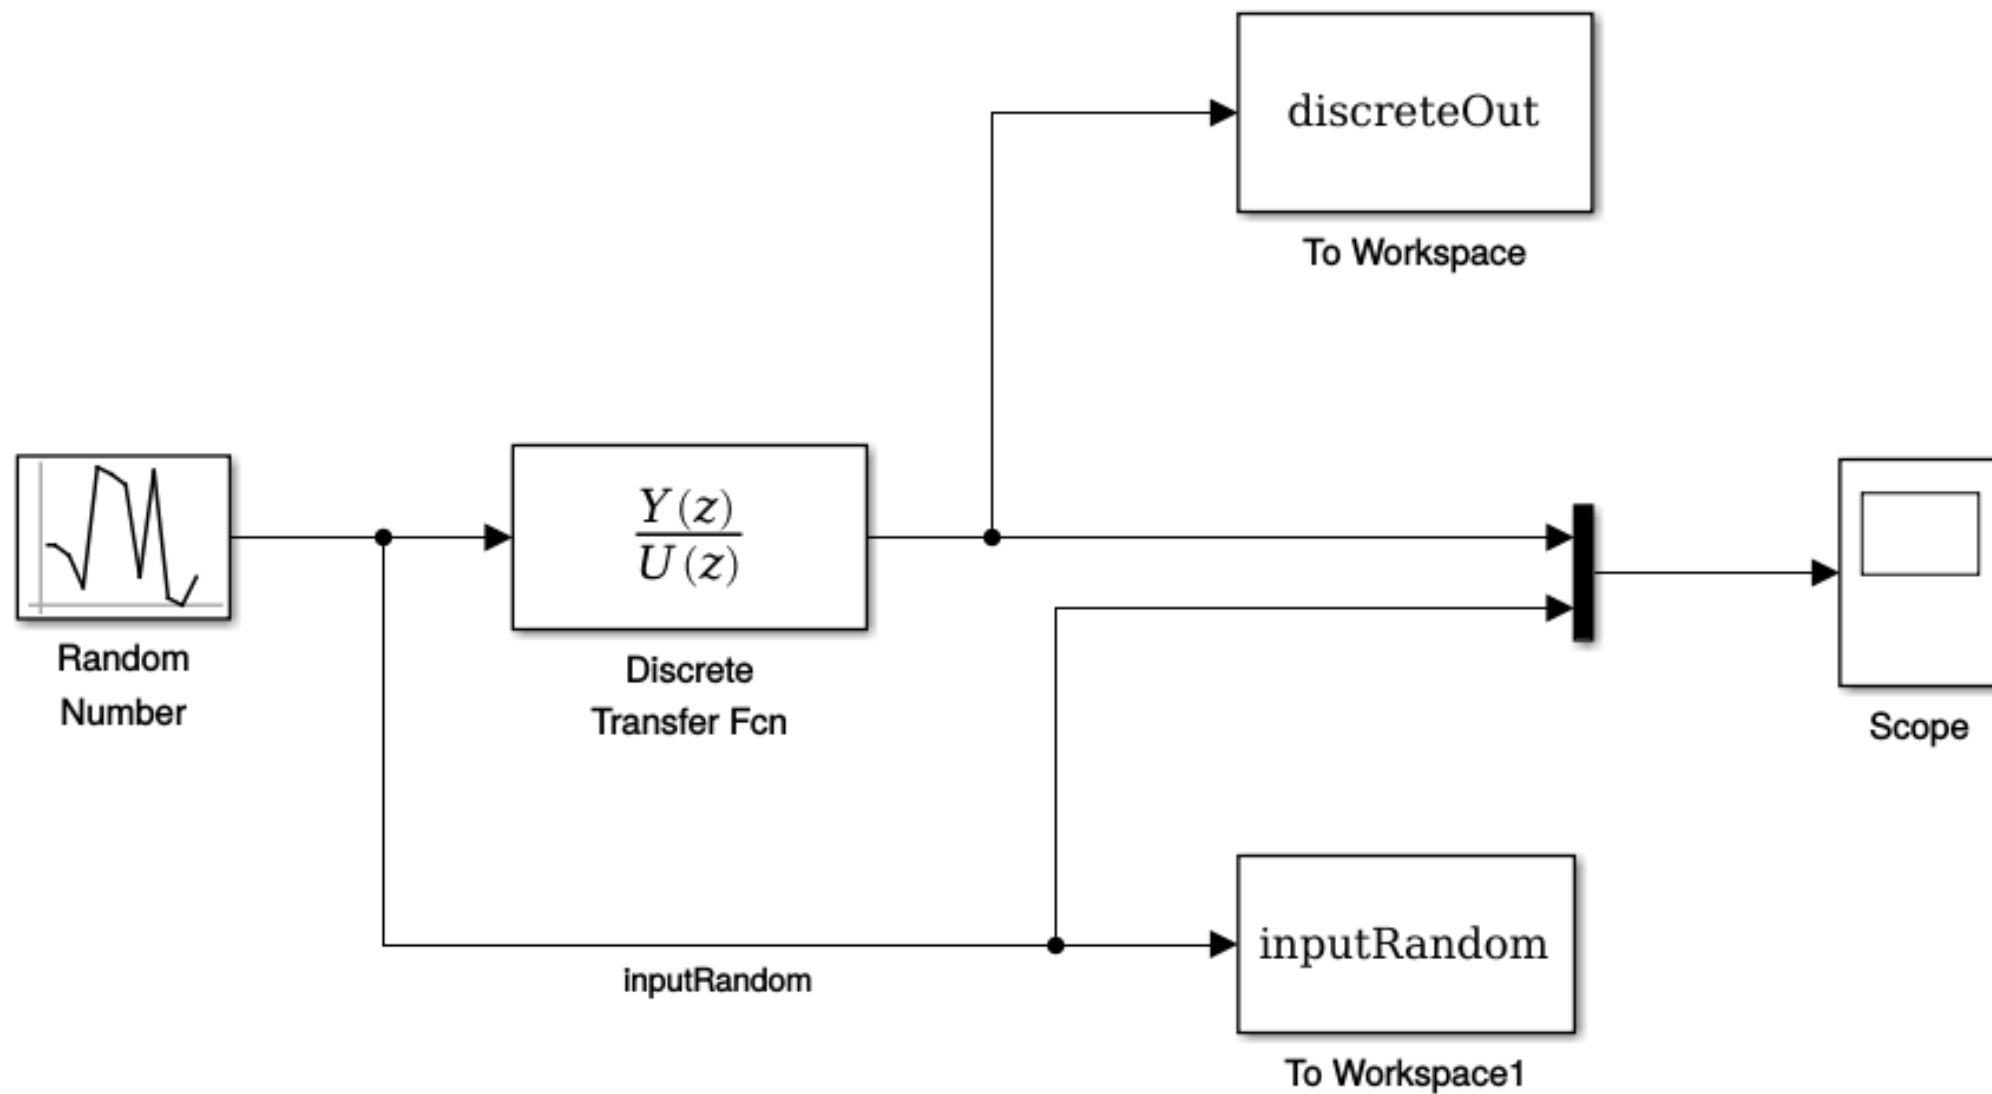 discreteOut
To Workspace
Y(z)
U(z)
Random
Number
Discrete
Transfer Fcn
Scope
inputRandom
inputRandom
To Workspace1